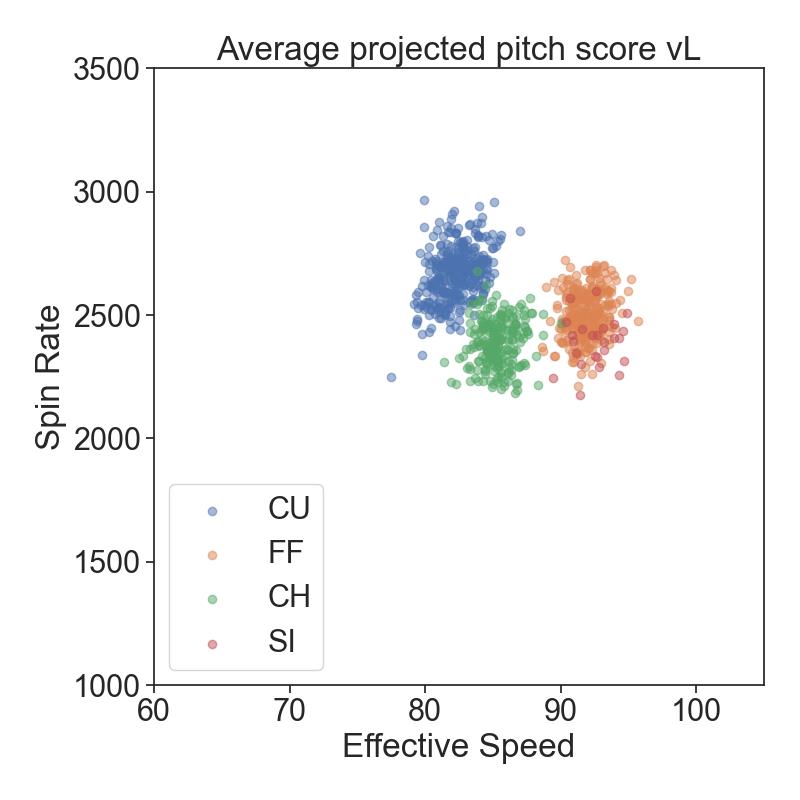 Average projected pitch score vL
3500
3000
2500
2000
1500
1000
Spin Rate
CU
FF
CH
SI
60 70 80 90 100
Effective Speed